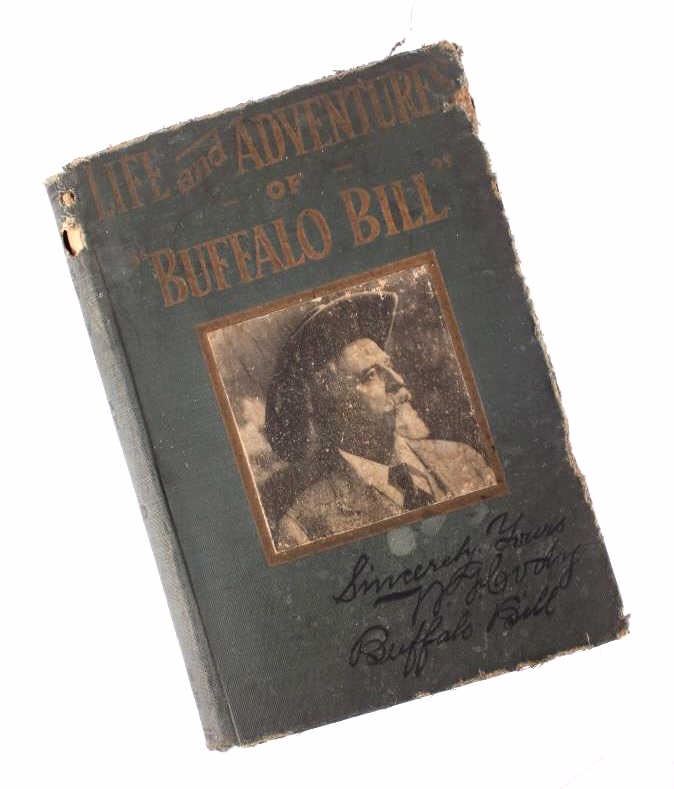 LIFE and ADVENTURES
- OF -
"BUFFALO BILL"
Sincerely Yours
W F Cody
Buffalo Bill